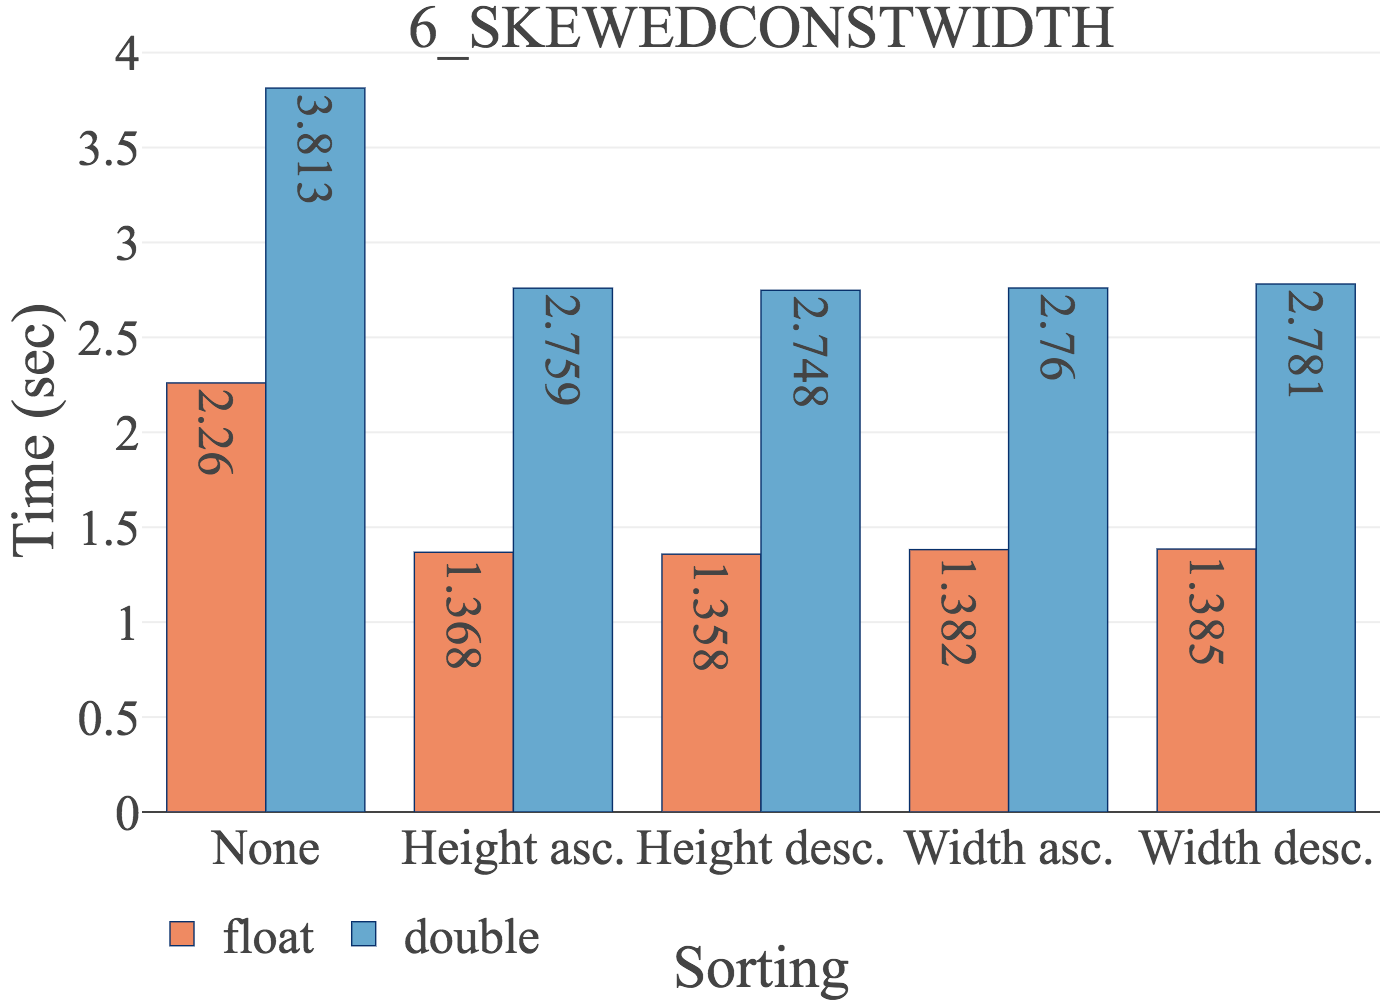 6_SKEWEDCONSTWIDTH
Time (sec)
4
3.5
3
2.5
2
1.5
1
0.5
0
2.26
3.813
1.368
2.759
1.358
2.748
1.382
2.76
1.385
2.781
None
Height asc.
Height desc.
Width asc.
Width desc.
float
double
Sorting